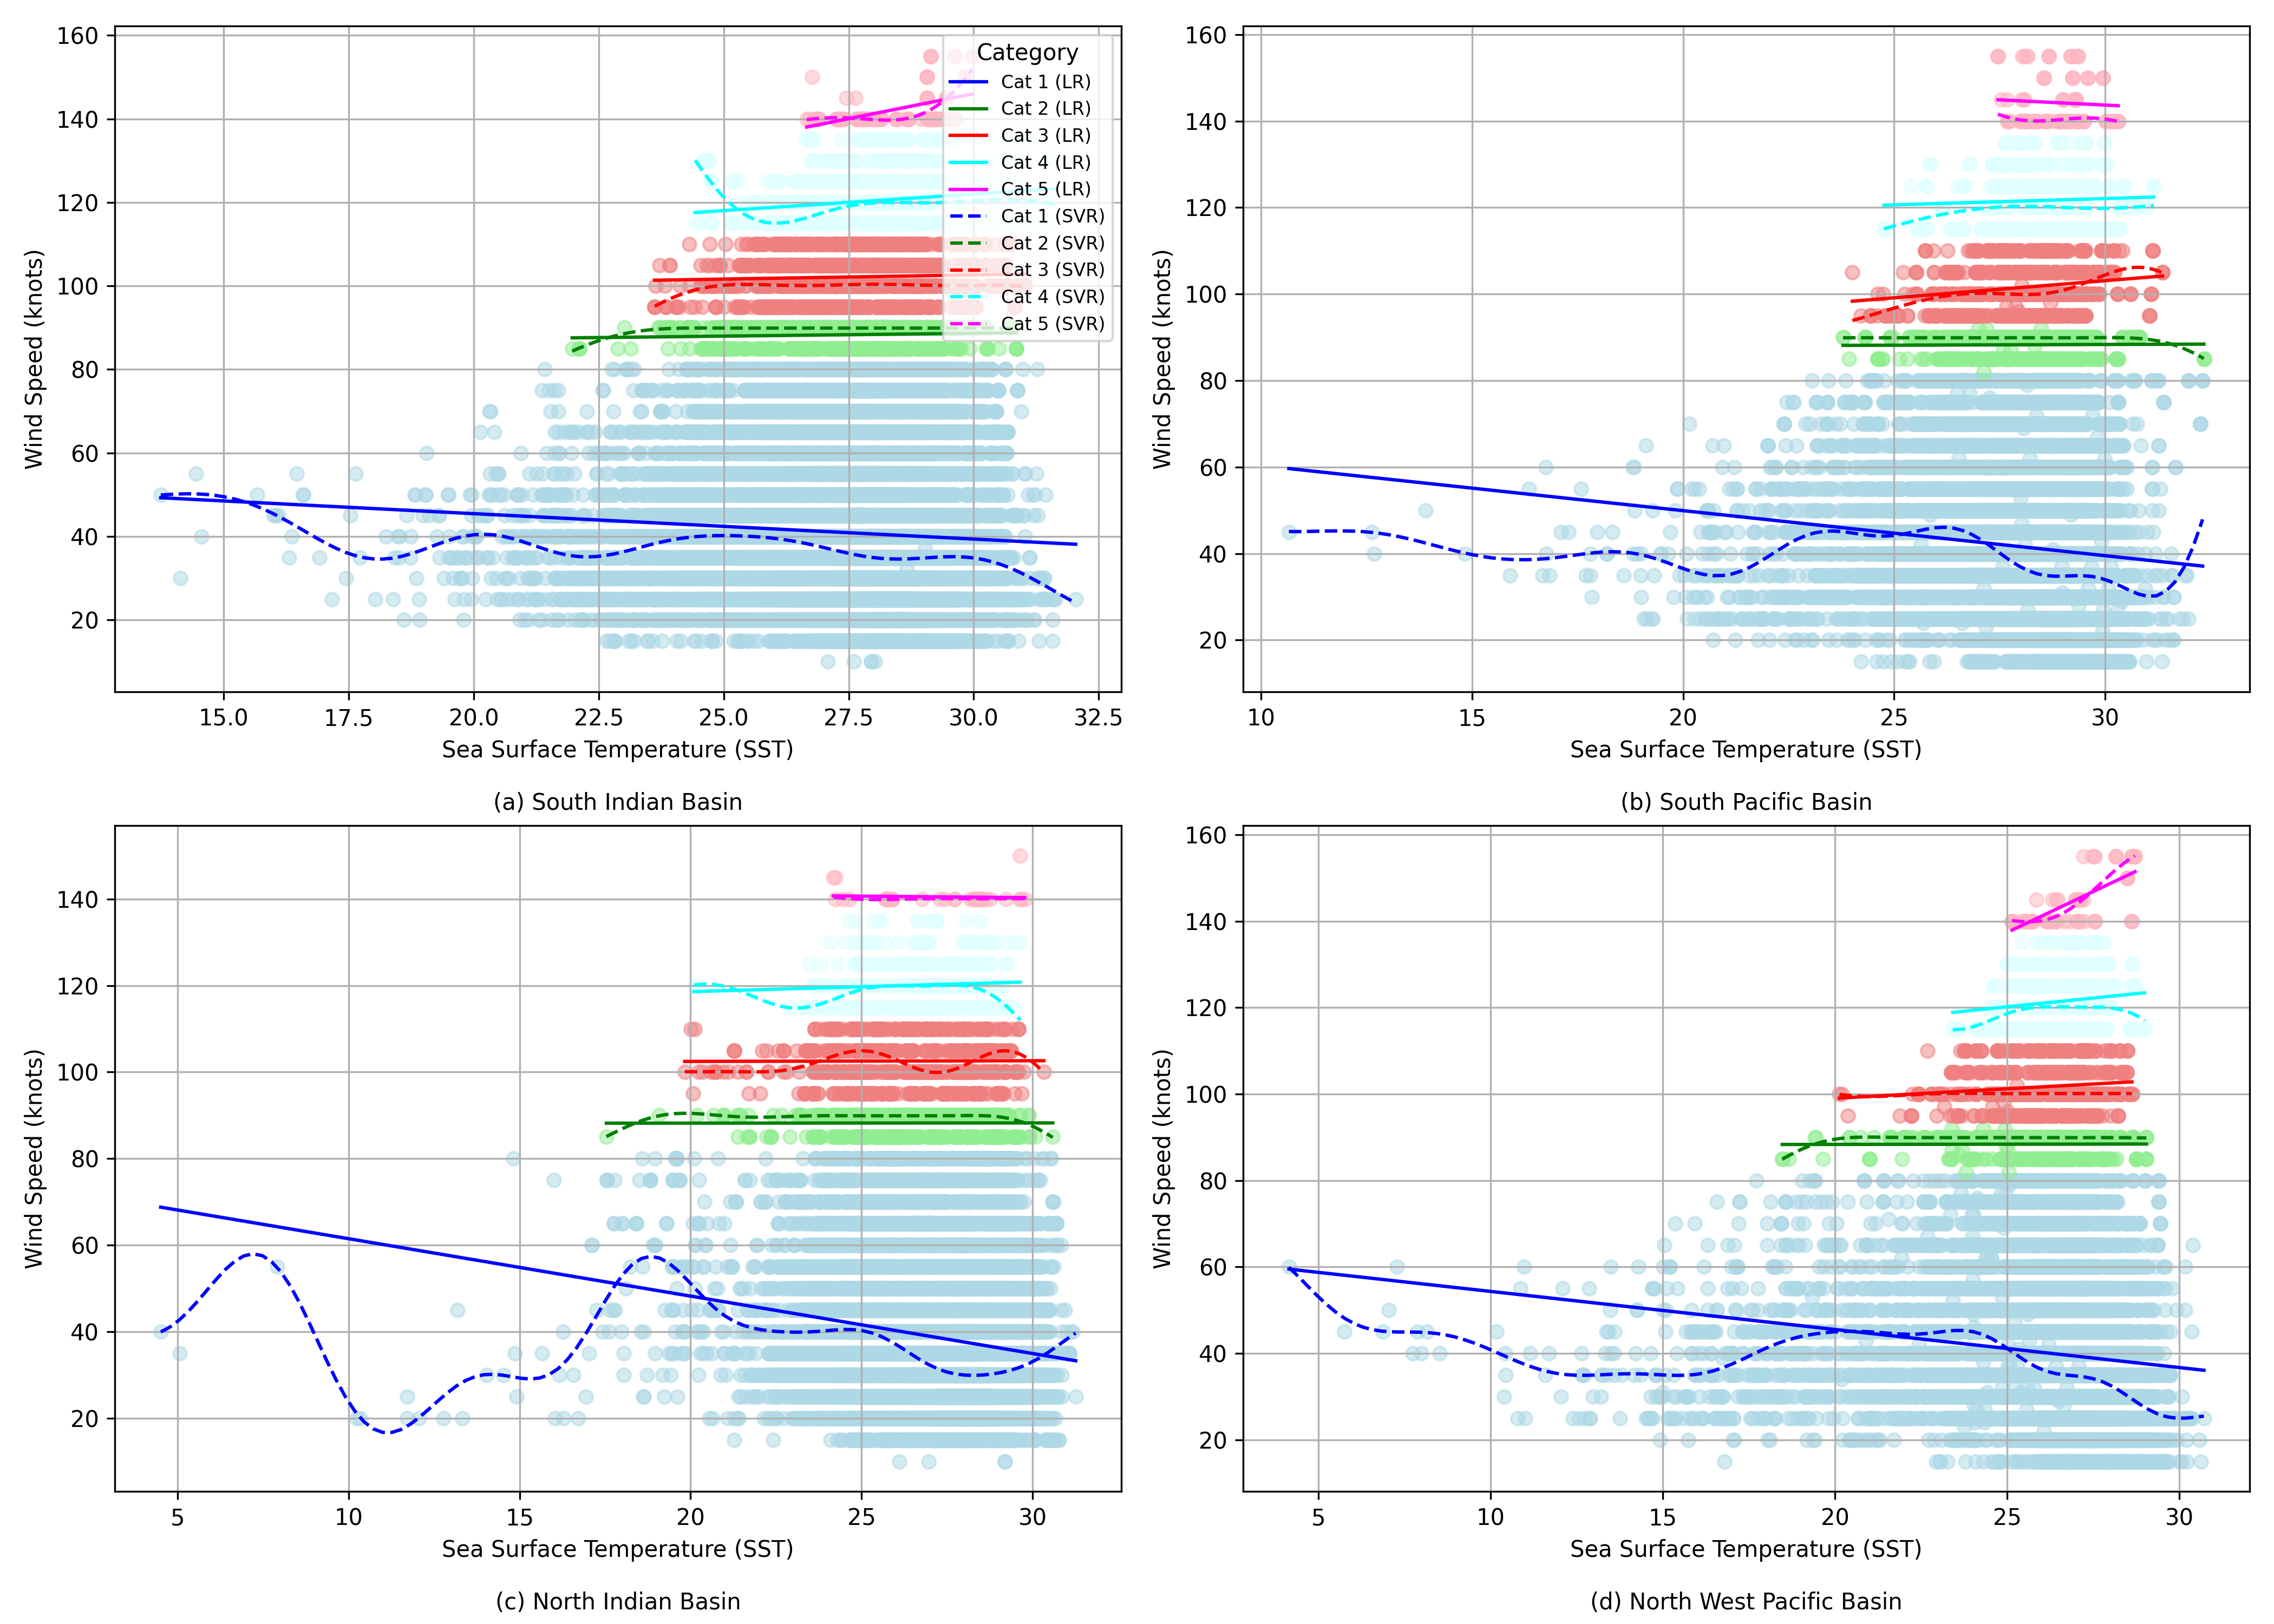 160
140
120
100
80
60
40
20
Wind Speed (knots)
Category
Cat 1 (LR)
Cat 2 (LR)
Cat 3 (LR)
Cat 4 (LR)
Cat 5 (LR)
Cat 1 (SVR)
Cat 2 (SVR)
Cat 3 (SVR)
Cat 4 (SVR)
Cat 5 (SVR)
15.0 17.5 20.0 22.5 25.0 27.5 30.0 32.5
Sea Surface Temperature (SST)
(a) South Indian Basin
160
140
120
100
80
60
40
20
Wind Speed (knots)
10 15 20 25 30
Sea Surface Temperature (SST)
(b) South Pacific Basin
140
120
100
80
60
40
20
Wind Speed (knots)
5 10 15 20 25 30
Sea Surface Temperature (SST)
(c) North Indian Basin
160
140
120
100
80
60
40
20
Wind Speed (knots)
5 10 15 20 25 30
Sea Surface Temperature (SST)
(d) North West Pacific Basin